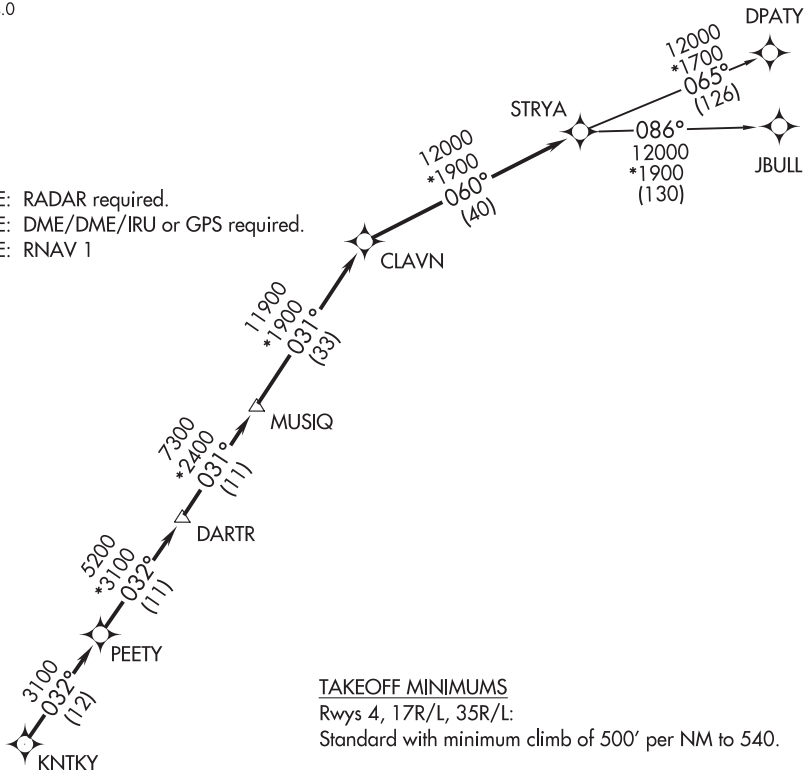 .0
DPATY
12000
*1700
065°
(126)
STRYA
086°
12000
*1900
(130)
JBULL
12000
*1900
060°
(40)
E: RADAR required.
E: DME/DME/IRU or GPS required.
E: RNAV 1
CLAVN
11900
*1900
031°
(33)
MUSIQ
7300
*2400
031°
(11)
DARTR
5200
*3100
032°
(11)
PEETY
3100
032°
(12)
KNTKY
TAKEOFF MINIMUMS
Rwys 4, 17R/L, 35R/L:
Standard with minimum climb of 500' per NM to 540.